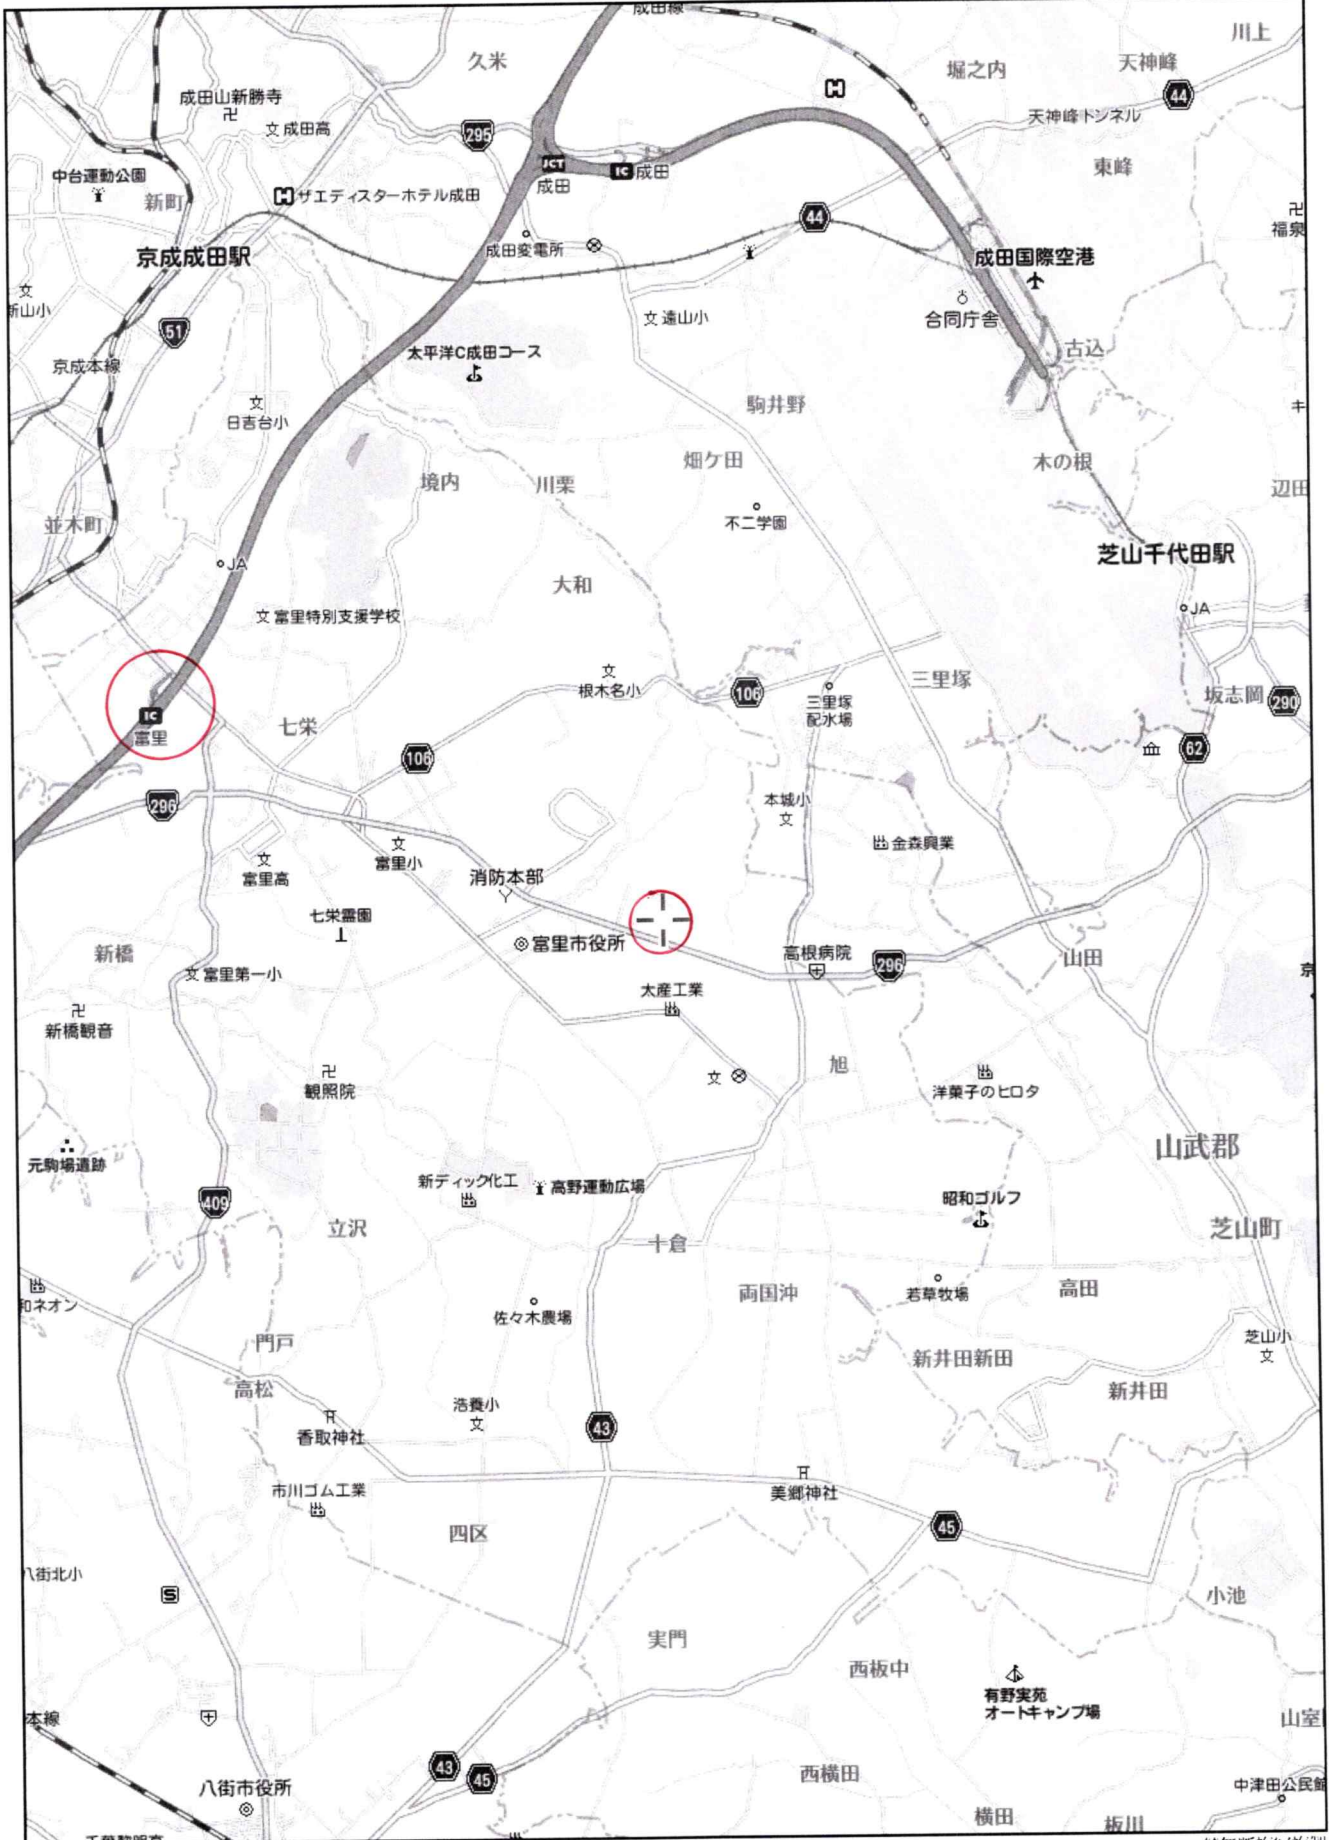 成田線
川上
久米
堀之内
天神峰
44
成田山新勝寺
卍
文 成田高
295
天神峰トンネル
JCT
成田
IC 成田
東峰
中台運動公園
新町
H ザエディスターホテル成田
44
卍
福泉
京成成田駅
成田変電所
成田国際空港
文
新山小
合同庁舎
51
文 遠山小
古込
京成本線
太平洋C成田コース
文
日吉台小
駒井野
キ
境内
川栗
畑ケ田
木の根
辺田
並木町
不二学園
芝山千代田駅
JA
大和
文 富里特別支援学校
JA
文
根木名小
106
三里塚
三里塚
配水場
坂志岡
290
IC
富里
七栄
106
62
296
本城小
文
文
富里小
金森興業
文
富里高
消防本部
七栄霊園
富里市役所
新橋
高根病院
296
山田
京
文 富里第一小
太産工業
卍
新橋観音
旭
卍
観照院
文
洋菓子のヒロタ
山武郡
元駒場遺跡
新ディック化工
高野運動広場
昭和ゴルフ
409
立沢
十倉
芝山町
和ネオン
両国沖
若草牧場
高田
佐々木農場
門戸
芝山小
文
新井田新田
高松
新井田
浩養小
文
香取神社
43
市川ゴム工業
美郷神社
四区
45
八街北小
S
小池
実門
西板中
有野実苑
オートキャンプ場
本線
山室
43
45
八街市役所
西横田
中津田公民館
横田
板川